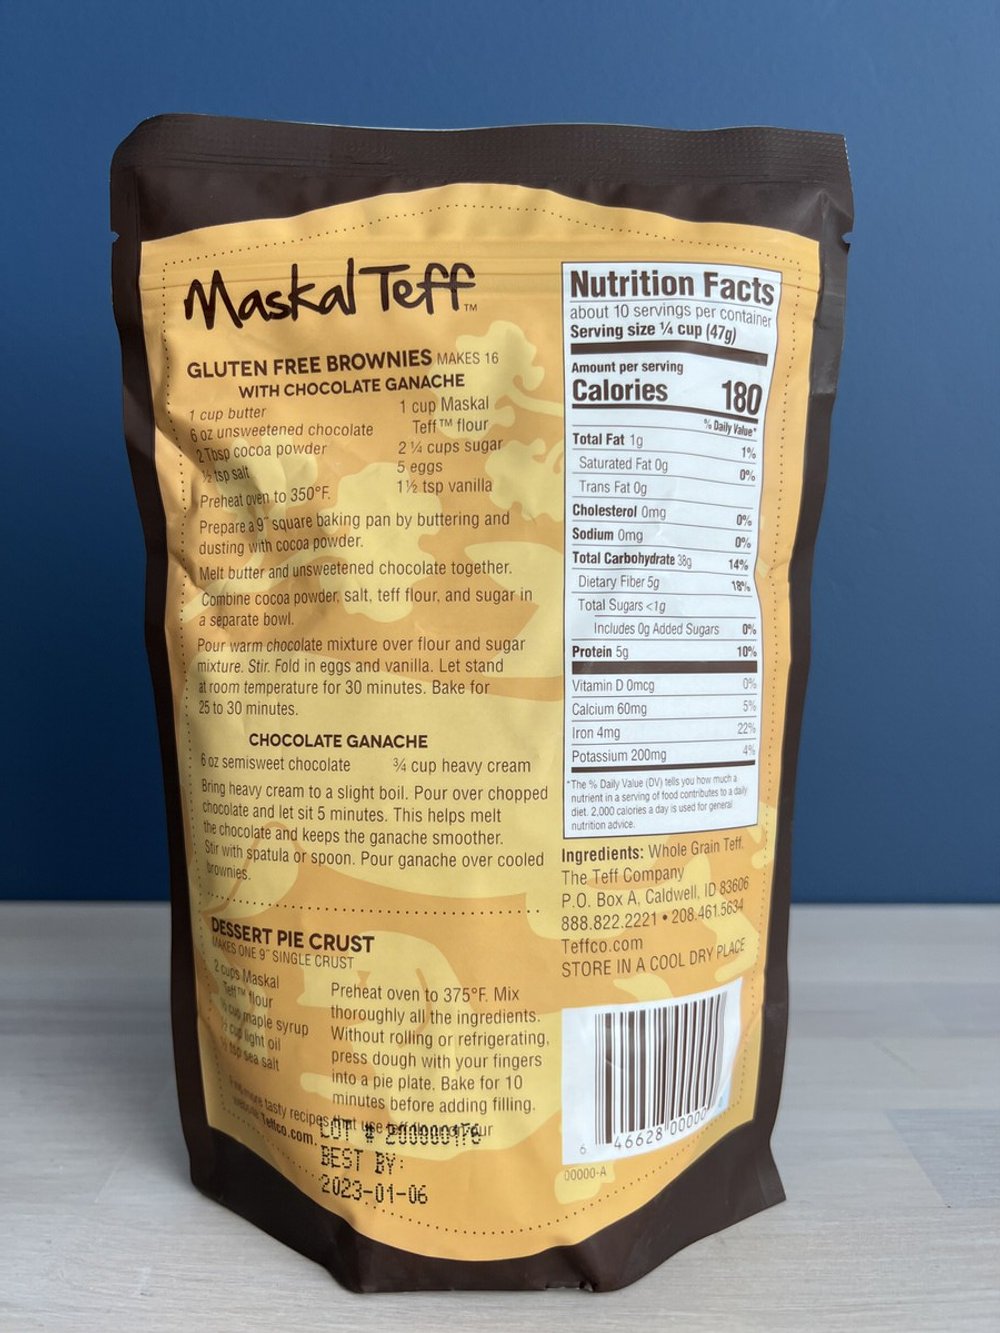 Maskal Teff™
GLUTEN FREE BROWNIES MAKES 16
WITH CHOCOLATE GANACHE
1 cup butter
6 oz unsweetened chocolate
2 Tbsp cocoa powder
½ tsp salt
1 cup Maskal
Teff™ flour
2 ¼ cups sugar
5 eggs
1 ½ tsp vanilla
Preheat oven to 350°F.
Prepare a 9" square baking pan by buttering and
dusting with cocoa powder.
Melt butter and unsweetened chocolate together.
Combine cocoa powder, salt, teff flour, and sugar in
a separate bowl.
Pour warm chocolate mixture over flour and sugar
mixture. Stir. Fold in eggs and vanilla. Let stand
at room temperature for 30 minutes. Bake for
25 to 30 minutes.
CHOCOLATE GANACHE
6 oz semisweet chocolate
¾ cup heavy cream
Bring heavy cream to a slight boil. Pour over chopped
chocolate and let sit 5 minutes. This helps melt
the chocolate and keeps the ganache smoother.
Stir with spatula or spoon. Pour ganache over cooled
brownies.
DESSERT PIE CRUST
MAKES ONE 9" SINGLE CRUST
2 cups Maskal
Teff™ flour
cup maple syrup
cup light oil
tsp sea salt
Preheat oven to 375°F. Mix
thoroughly all the ingredients.
Without rolling or refrigerating,
press dough with your fingers
into a pie plate. Bake for 10
minutes before adding filling.
Find more tasty recipes that use teff flour on our
website: Teffco.com.
LOT #
BEST BY:
2023-01-06
Nutrition Facts
about 10 servings per container
Serving size ¼ cup (47g)
Amount per serving
Calories 180
% Daily Value*
Total Fat 1g 1%
Saturated Fat 0g 0%
Trans Fat 0g
Cholesterol 0mg 0%
Sodium 0mg 0%
Total Carbohydrate 38g 14%
Dietary Fiber 5g 18%
Total Sugars <1g
Includes 0g Added Sugars 0%
Protein 5g 10%
Vitamin D 0mcg 0%
Calcium 60mg 5%
Iron 4mg 22%
Potassium 200mg 4%
*The % Daily Value (DV) tells you how much a
nutrient in a serving of food contributes to a daily
diet. 2,000 calories a day is used for general
nutrition advice.
Ingredients: Whole Grain Teff.
The Teff Company
P.O. Box A, Caldwell, ID 83606
888.822.2221 • 208.461.5634
Teffco.com
STORE IN A COOL DRY PLACE
6 46628 00000
00000-A